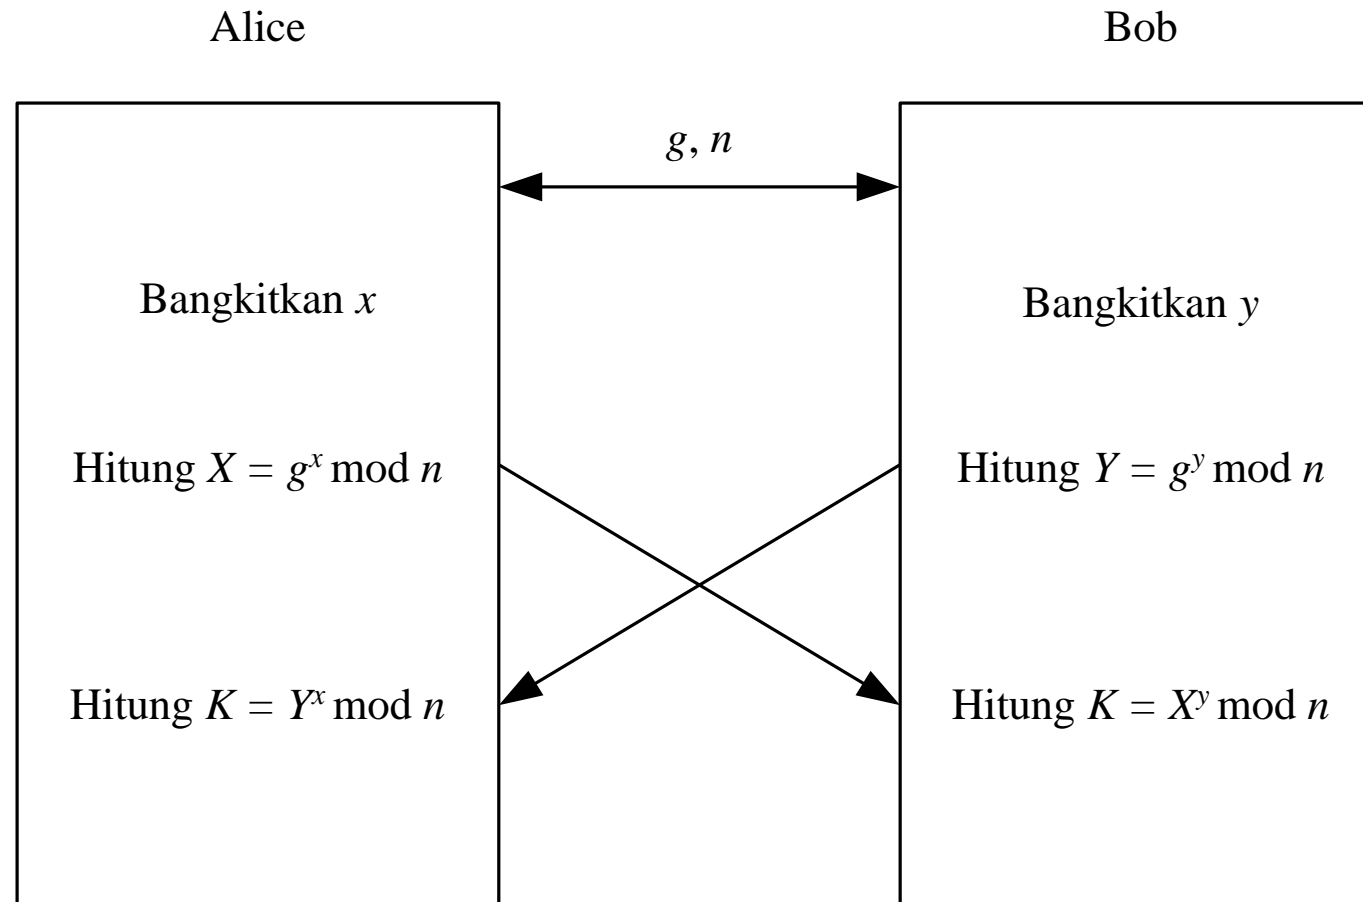 Alice
Bob
g, n
Bangkitkan x
Bangkitkan y
Hitung X = gˣ mod n
Hitung Y = gʸ mod n
Hitung K = Yˣ mod n
Hitung K = Xʸ mod n